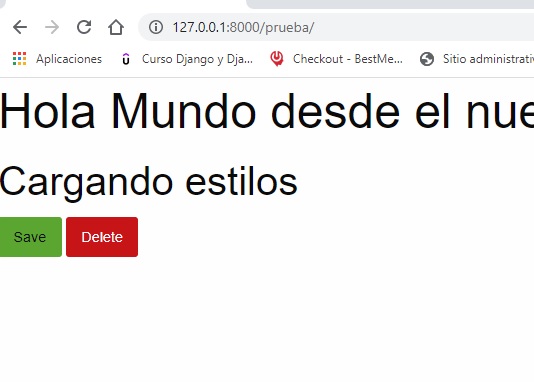 127.0.0.1:8000/prueba/
Aplicaciones Curso Django y Dja... Checkout - BestMe... Sitio administrativ
Hola Mundo desde el nue
Cargando estilos
Save Delete